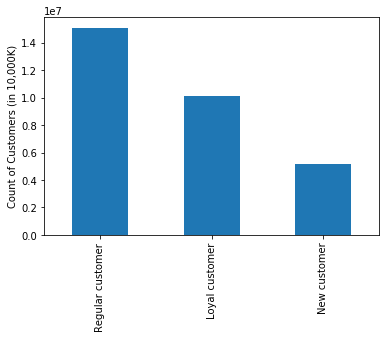 1e7
1.4
1.2
1.0
0.8
0.6
0.4
0.2
0.0
Count of Customers (in 10,000K)
Regular customer
Loyal customer
New customer